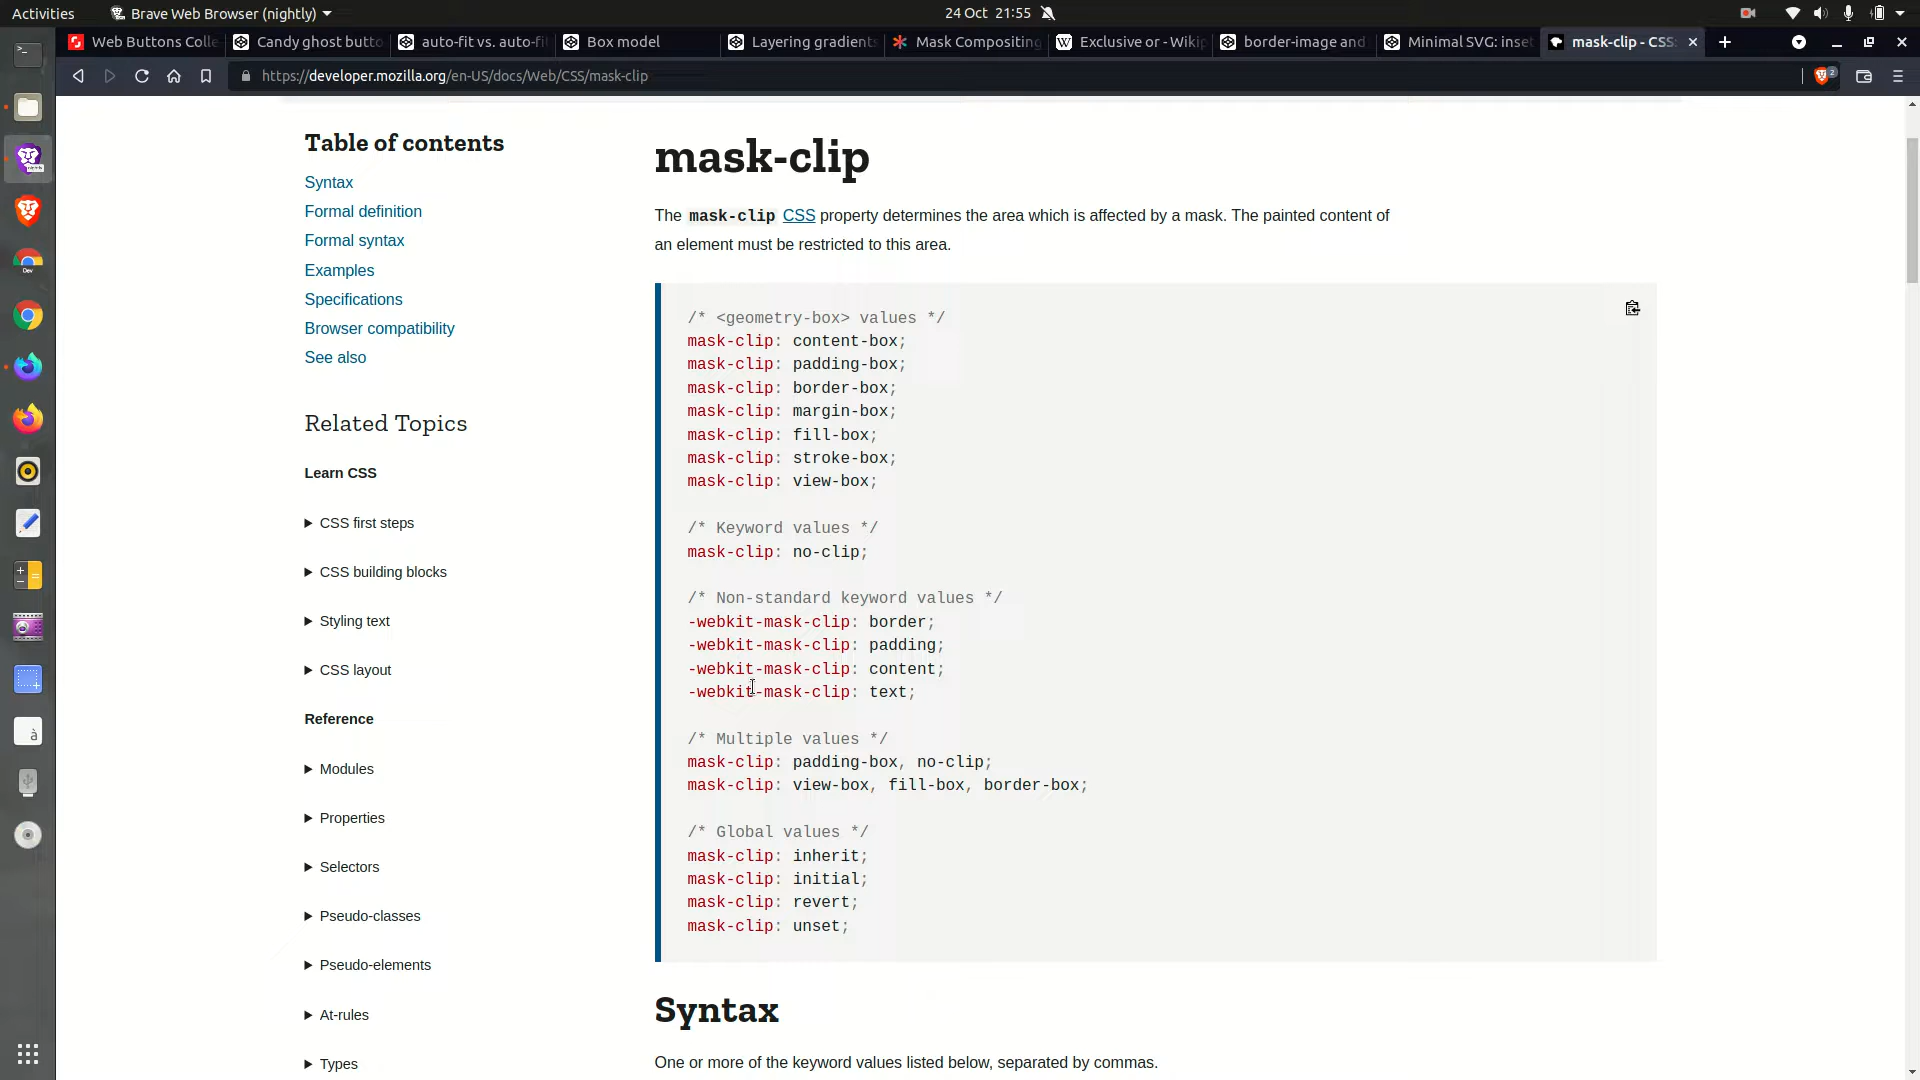 Activities
Brave Web Browser (nightly)
24 Oct 21:55
Web Buttons Colle
Candy ghost butto
auto-fit vs. auto-fi
Box model
Layering gradients
Mask Compositing
Exclusive or - Wikip
border-image and
Minimal SVG: inset
mask-clip - CSS:
https://developer.mozilla.org/en-US/docs/Web/CSS/mask-clip
2
Table of contents
Syntax
Formal definition
Formal syntax
Examples
Specifications
Browser compatibility
See also
Related Topics
Learn CSS
CSS first steps
CSS building blocks
Styling text
CSS layout
Reference
Modules
Properties
Selectors
Pseudo-classes
Pseudo-elements
At-rules
Types
mask-clip
The mask-clip CSS property determines the area which is affected by a mask. The painted content of
an element must be restricted to this area.
/* <geometry-box> values */
mask-clip: content-box;
mask-clip: padding-box;
mask-clip: border-box;
mask-clip: margin-box;
mask-clip: fill-box;
mask-clip: stroke-box;
mask-clip: view-box;
/* Keyword values */
mask-clip: no-clip;
/* Non-standard keyword values */
-webkit-mask-clip: border;
-webkit-mask-clip: padding;
-webkit-mask-clip: content;
-webkit-mask-clip: text;
/* Multiple values */
mask-clip: padding-box, no-clip;
mask-clip: view-box, fill-box, border-box;
/* Global values */
mask-clip: inherit;
mask-clip: initial;
mask-clip: revert;
mask-clip: unset;
Syntax
One or more of the keyword values listed below, separated by commas.
Dev
à